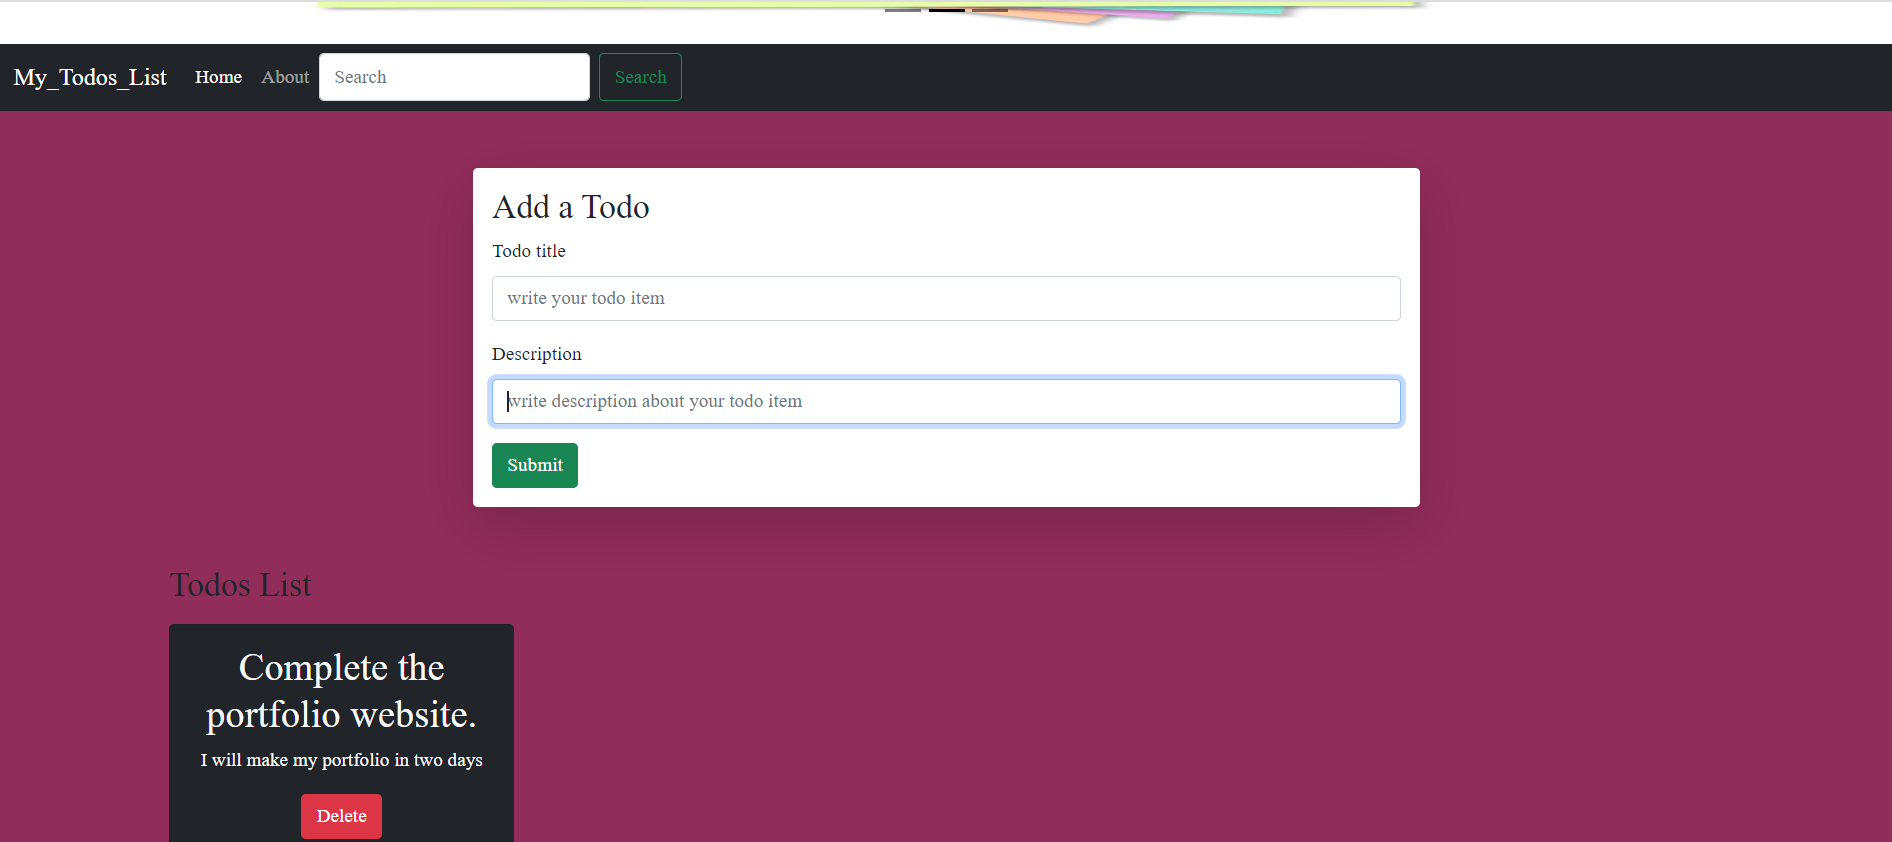 My_Todos_List Home About Search Search
Add a Todo
Todo title
write your todo item
Description
write description about your todo item
Submit
Todos List
Complete the
portfolio website.
I will make my portfolio in two days
Delete